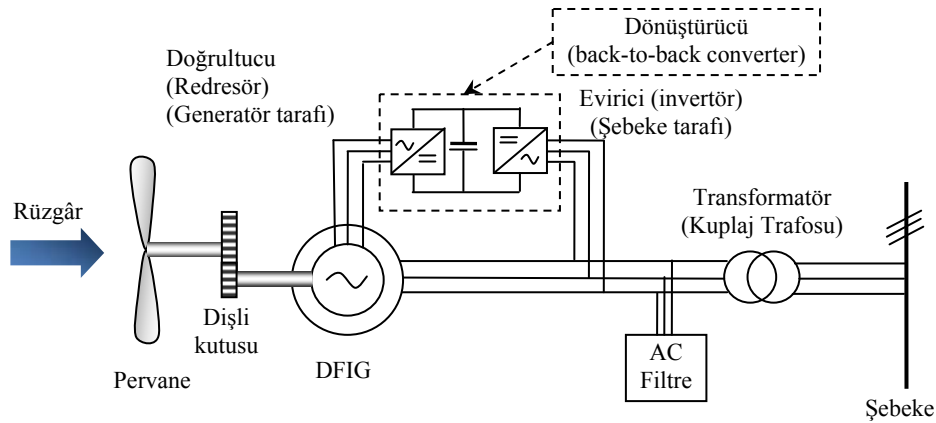 Dönüştürücü
(back-to-back converter)
Doğrultucu
(Redresör)
(Generatör tarafı)
Evirici (invertör)
(Şebeke tarafı)
Transformatör
(Kuplaj Trafosu)
Rüzgâr
Dişli
kutusu
DFIG
AC
Filtre
Pervane
Şebeke